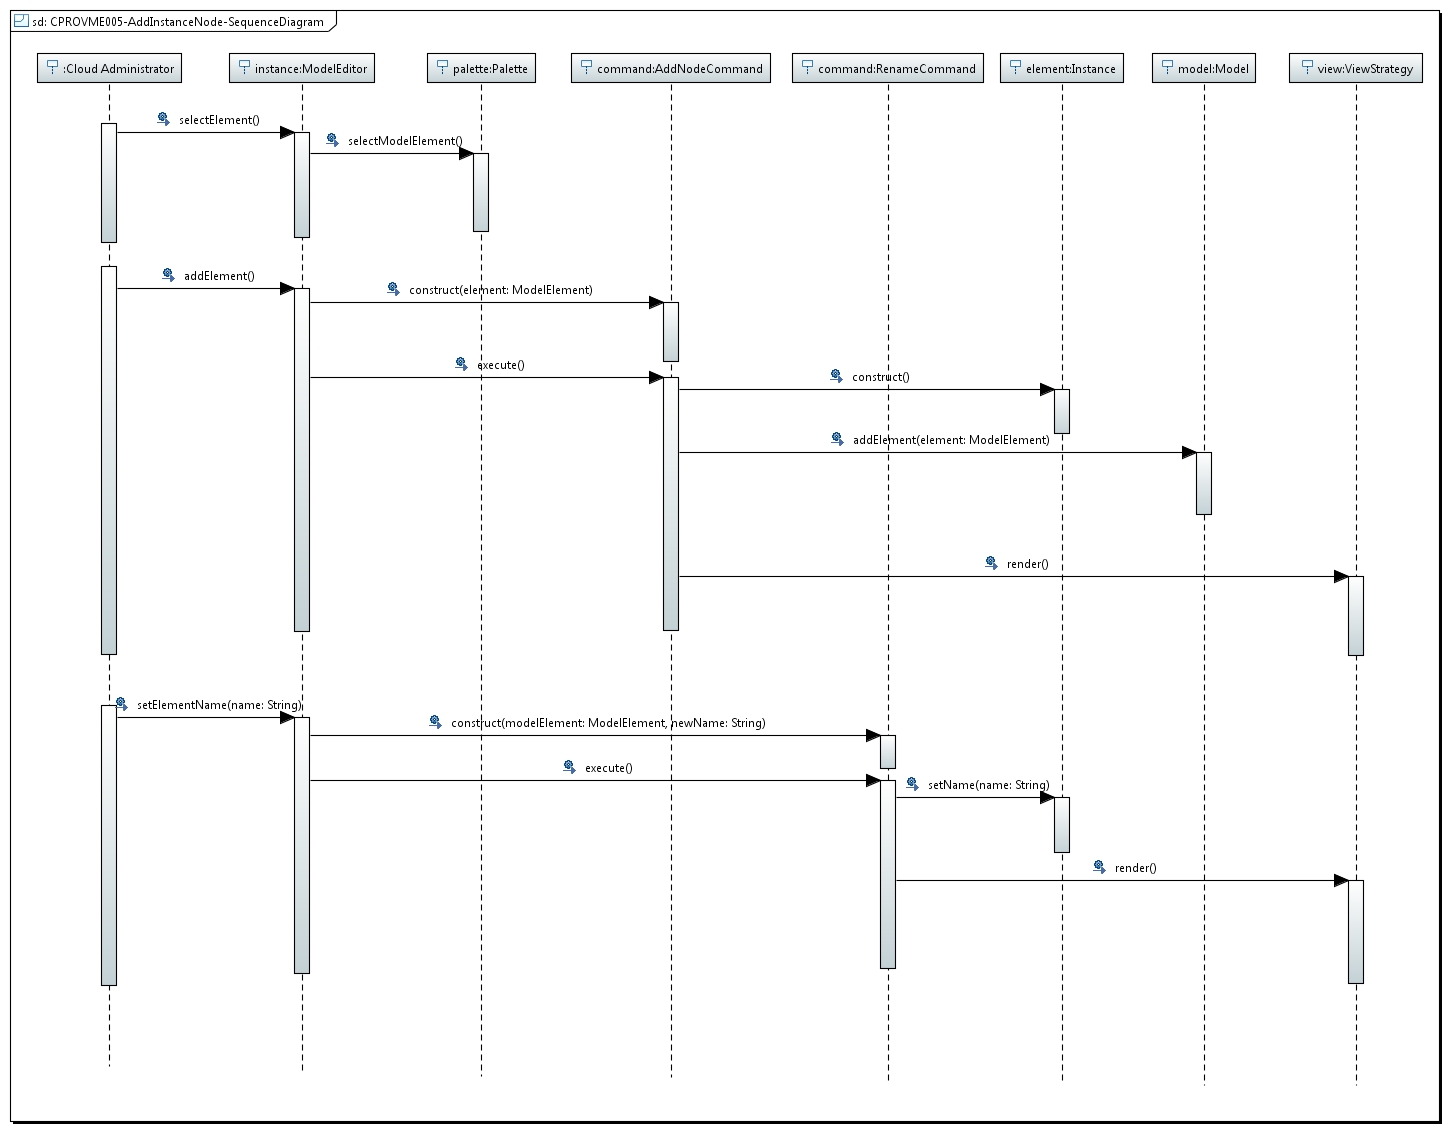 sd: CPROVME005-AddInstanceNode-SequenceDiagram
:Cloud Administrator
instance:ModelEditor
palette:Palette
command:AddNodeCommand
command:RenameCommand
element:Instance
model:Model
view:ViewStrategy
selectElement()
selectModelElement()
addElement()
construct(element: ModelElement)
execute()
construct()
addElement(element: ModelElement)
render()
setElementName(name: String)
construct(modelElement: ModelElement, newName: String)
execute()
setName(name: String)
render()